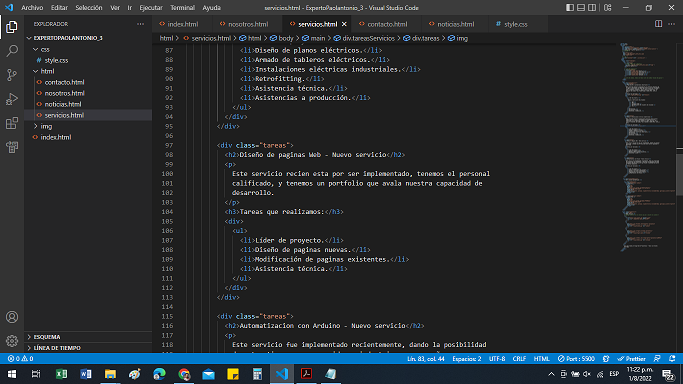 Archivo Editar Selección Ver Ir Ejecutar Terminal Ayuda
servicios.html - ExpertoPaolantonio_3 - Visual Studio Code
EXPLORADOR
EXPERTOPAOLANTONIO_3
css
style.css
html
contacto.html
nosotros.html
noticias.html
servicios.html
img
index.html
ESQUEMA
LÍNEA DE TIEMPO
index.html nosotros.html servicios.html contacto.html noticias.html style.css
html > servicios.html > html > body > main > div.tareasServicios > div.tareas > img
87 <li>Diseño de planos eléctricos.</li>
88 <li>Armado de tableros eléctricos.</li>
89 <li>Instalaciones eléctricas industriales.</li>
90 <li>Retrofitting.</li>
91 <li>Asistencia técnica.</li>
92 <li>Asistencias a producción.</li>
93 </ul>
94 </div>
95 </div>
96
97 <div class="tareas">
98 <h2>Diseño de paginas Web - Nuevo servicio</h2>
99 <p>
100 Este servicio recien esta por ser implementado, tenemos el personal
101 calificado, y tenemos un portfolio que avala nuestra capacidad de
102 desarrollo.
103 </p>
104 <h3>Tareas que realizamos:</h3>
105 <div>
106 <ul>
107 <li>Lider de proyecto.</li>
108 <li>Diseño de paginas nuevas.</li>
109 <li>Modificación de paginas existentes.</li>
110 <li>Asistencia técnica.</li>
111 </ul>
112 </div>
113 </div>
114
115 <div class="tareas">
116 <h2>Automatizacion con Arduino - Nuevo servicio</h2>
117 <p>
118 Este servicio fue implementado recientemente, dando la posibilidad
0 0
Lín. 83, col. 44 Espacios: 2 UTF-8 CRLF HTML Port : 5500 Prettier
ESP
11:22 p.m.
1/8/2022
22